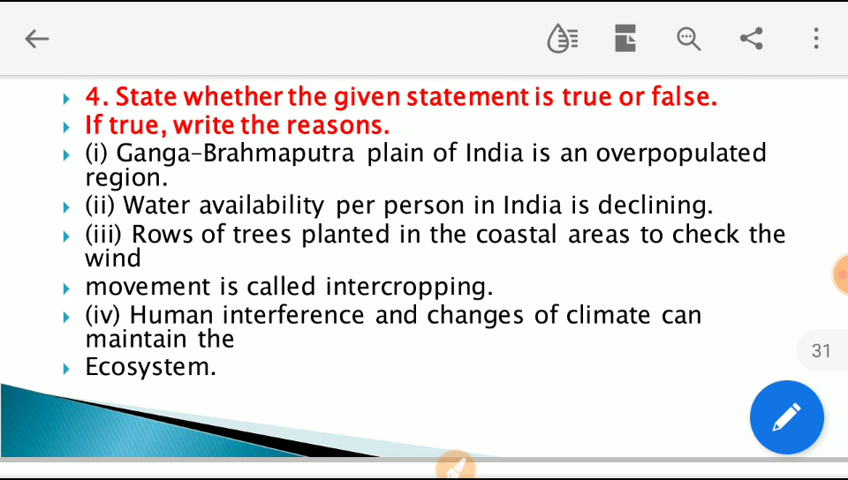 4. State whether the given statement is true or false.
If true, write the reasons.
(i) Ganga-Brahmaputra plain of India is an overpopulated
region.
(ii) Water availability per person in India is declining.
(iii) Rows of trees planted in the coastal areas to check the
wind
movement is called intercropping.
(iv) Human interference and changes of climate can
maintain the
Ecosystem.
31